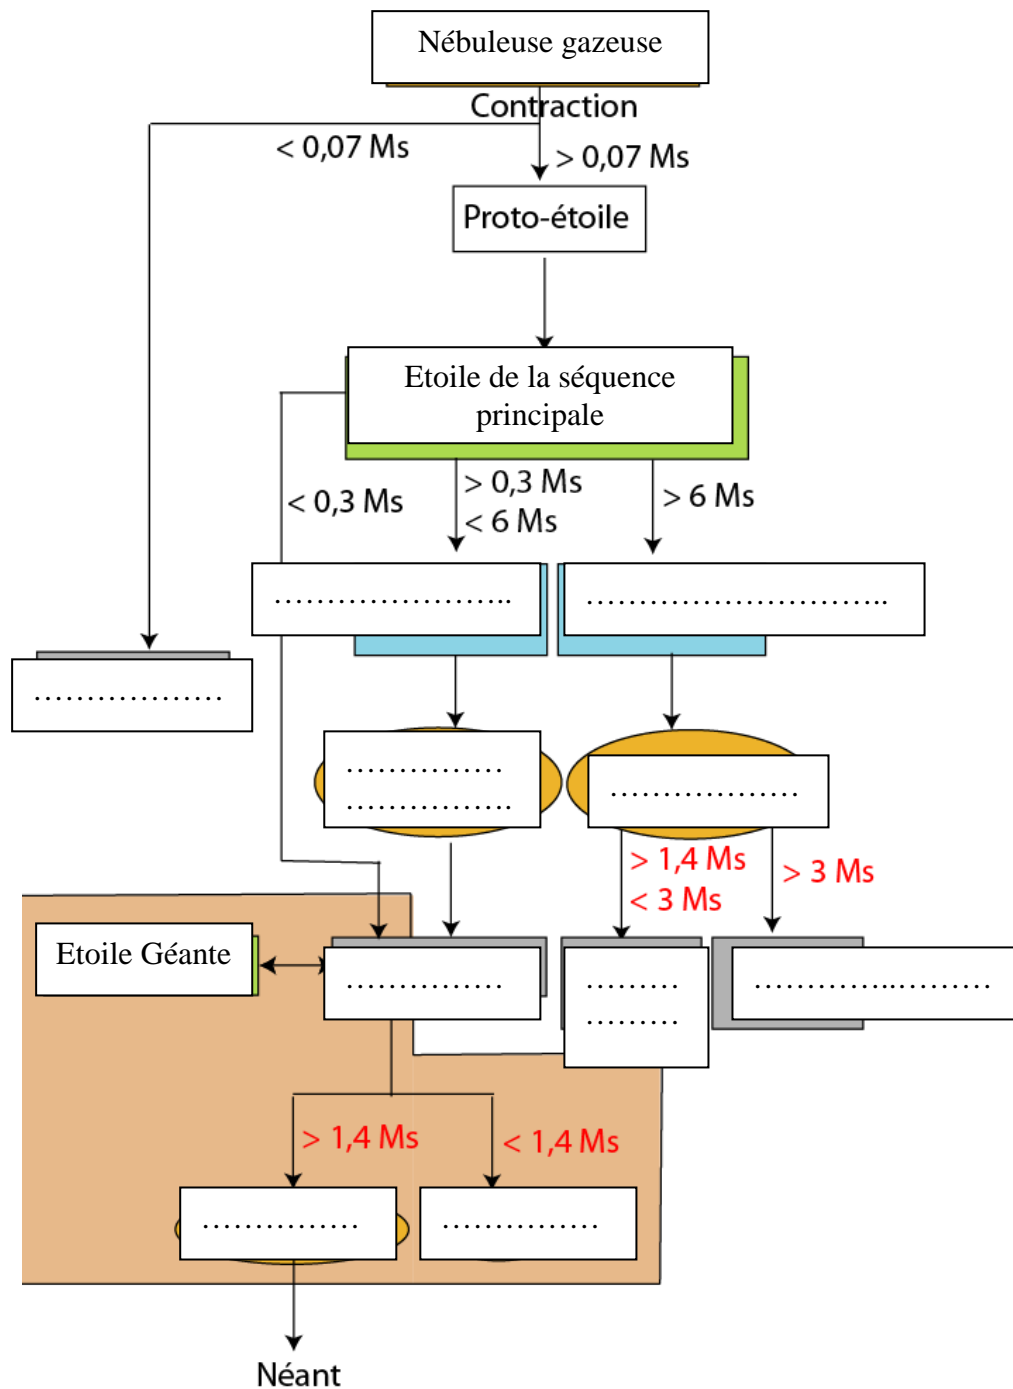 Nébuleuse gazeuse
Contraction
< 0,07 Ms
> 0,07 Ms
Proto-étoile
Etoile de la séquence
principale
< 0,3 Ms
> 0,3 Ms
< 6 Ms
> 6 Ms
…………………….. 
…………………………..
………………
……………
…………….
………………
> 1,4 Ms
< 3 Ms
> 3 Ms
Etoile Géante
……………
………
………
…………..………
> 1,4 Ms
< 1,4 Ms
……………
……………
Néant